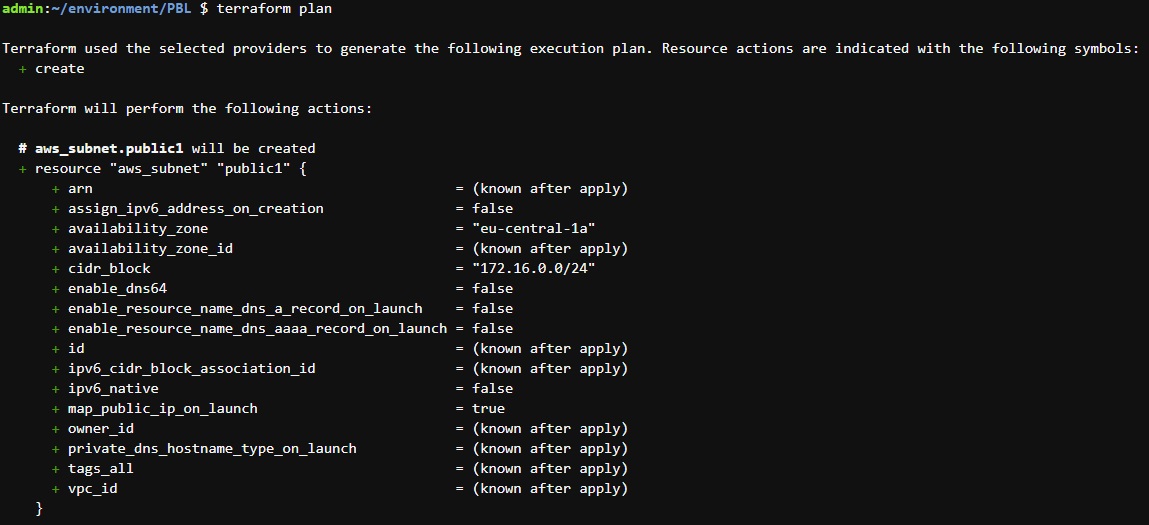 admin:~/environment/PBL $ terraform plan
Terraform used the selected providers to generate the following execution plan. Resource actions are indicated with the following symbols:
+ create
Terraform will perform the following actions:
# aws_subnet.public1 will be created
+ resource "aws_subnet" "public1" {
+ arn = (known after apply)
+ assign_ipv6_address_on_creation = false
+ availability_zone = "eu-central-1a"
+ availability_zone_id = (known after apply)
+ cidr_block = "172.16.0.0/24"
+ enable_dns64 = false
+ enable_resource_name_dns_a_record_on_launch = false
+ enable_resource_name_dns_aaaa_record_on_launch = false
+ id = (known after apply)
+ ipv6_cidr_block_association_id = (known after apply)
+ ipv6_native = false
+ map_public_ip_on_launch = true
+ owner_id = (known after apply)
+ private_dns_hostname_type_on_launch = (known after apply)
+ tags_all = (known after apply)
+ vpc_id = (known after apply)
}